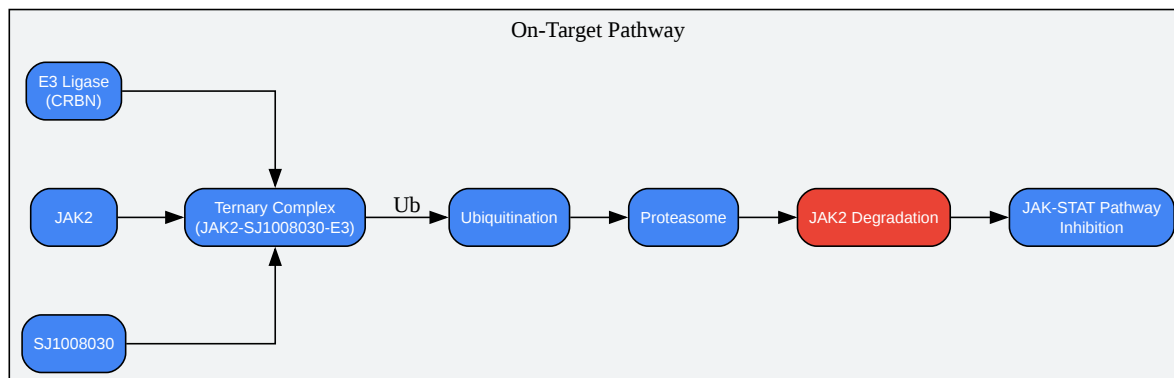 On-Target Pathway
E3 Ligase
(CRBN)
JAK2
Ternary Complex
(JAK2-SJ1008030-E3)
Ub
Ubiquitination
Proteasome
JAK2 Degradation
JAK-STAT Pathway
Inhibition
SJ1008030